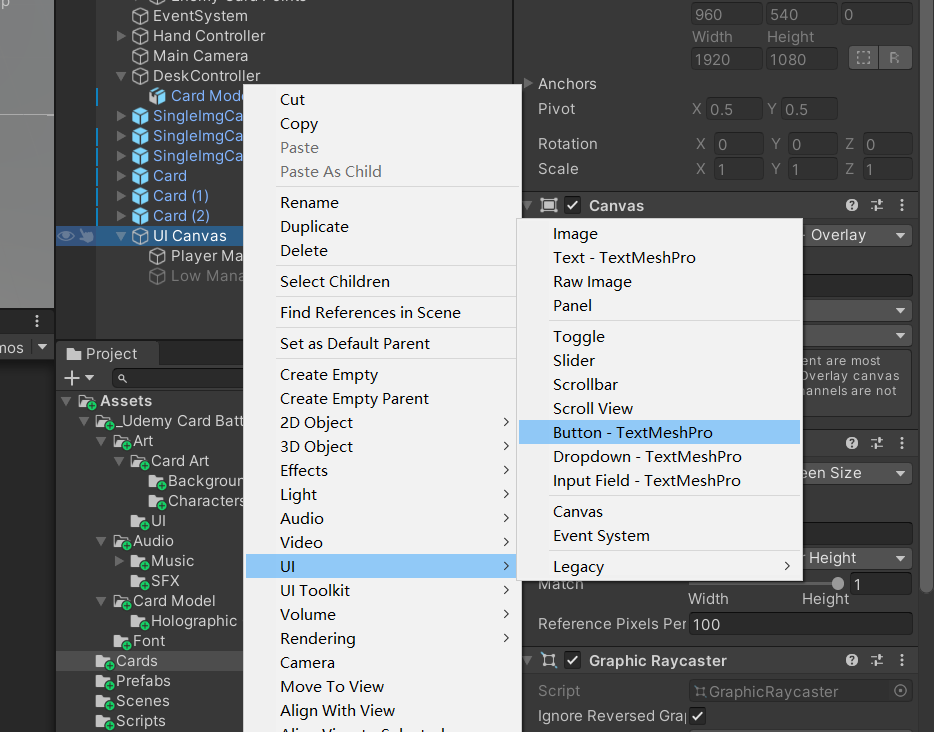 EventSystem
Hand Controller
Main Camera
DeskController
Card Mode
SingleImgCa
SingleImgCa
SingleImgCa
Card
Card (1)
Card (2)
UI Canvas
Player Ma
Low Mana
mos
Project
Assets
_Udemy Card Batt
Art
Card Art
Backgroun
Characters
UI
Audio
Music
SFX
Card Model
Holographic
Font
Cards
Prefabs
Scenes
Scripts
Cut
Copy
Paste
Paste As Child
Rename
Duplicate
Delete
Select Children
Find References in Scene
Set as Default Parent
Create Empty
Create Empty Parent
2D Object
3D Object
Effects
Light
Audio
Video
UI
UI Toolkit
Volume
Rendering
Camera
Move To View
Align With View
Image
Text - TextMeshPro
Raw Image
Panel
Toggle
Slider
Scrollbar
Scroll View
Button - TextMeshPro
Dropdown - TextMeshPro
Input Field - TextMeshPro
Canvas
Event System
Legacy
960 540 0
Width Height
1920 1080 R
Anchors
Pivot X 0.5 Y 0.5
Rotation X 0 Y 0 Z 0
Scale X 1 Y 1 Z 1
Canvas
- Overlay
ent are most
Overlay canvas
hannels are not
een Size
Height
Match 1
Width Height
Reference Pixels Per 100
Graphic Raycaster
Script GraphicRaycaster
Ignore Reversed Grap